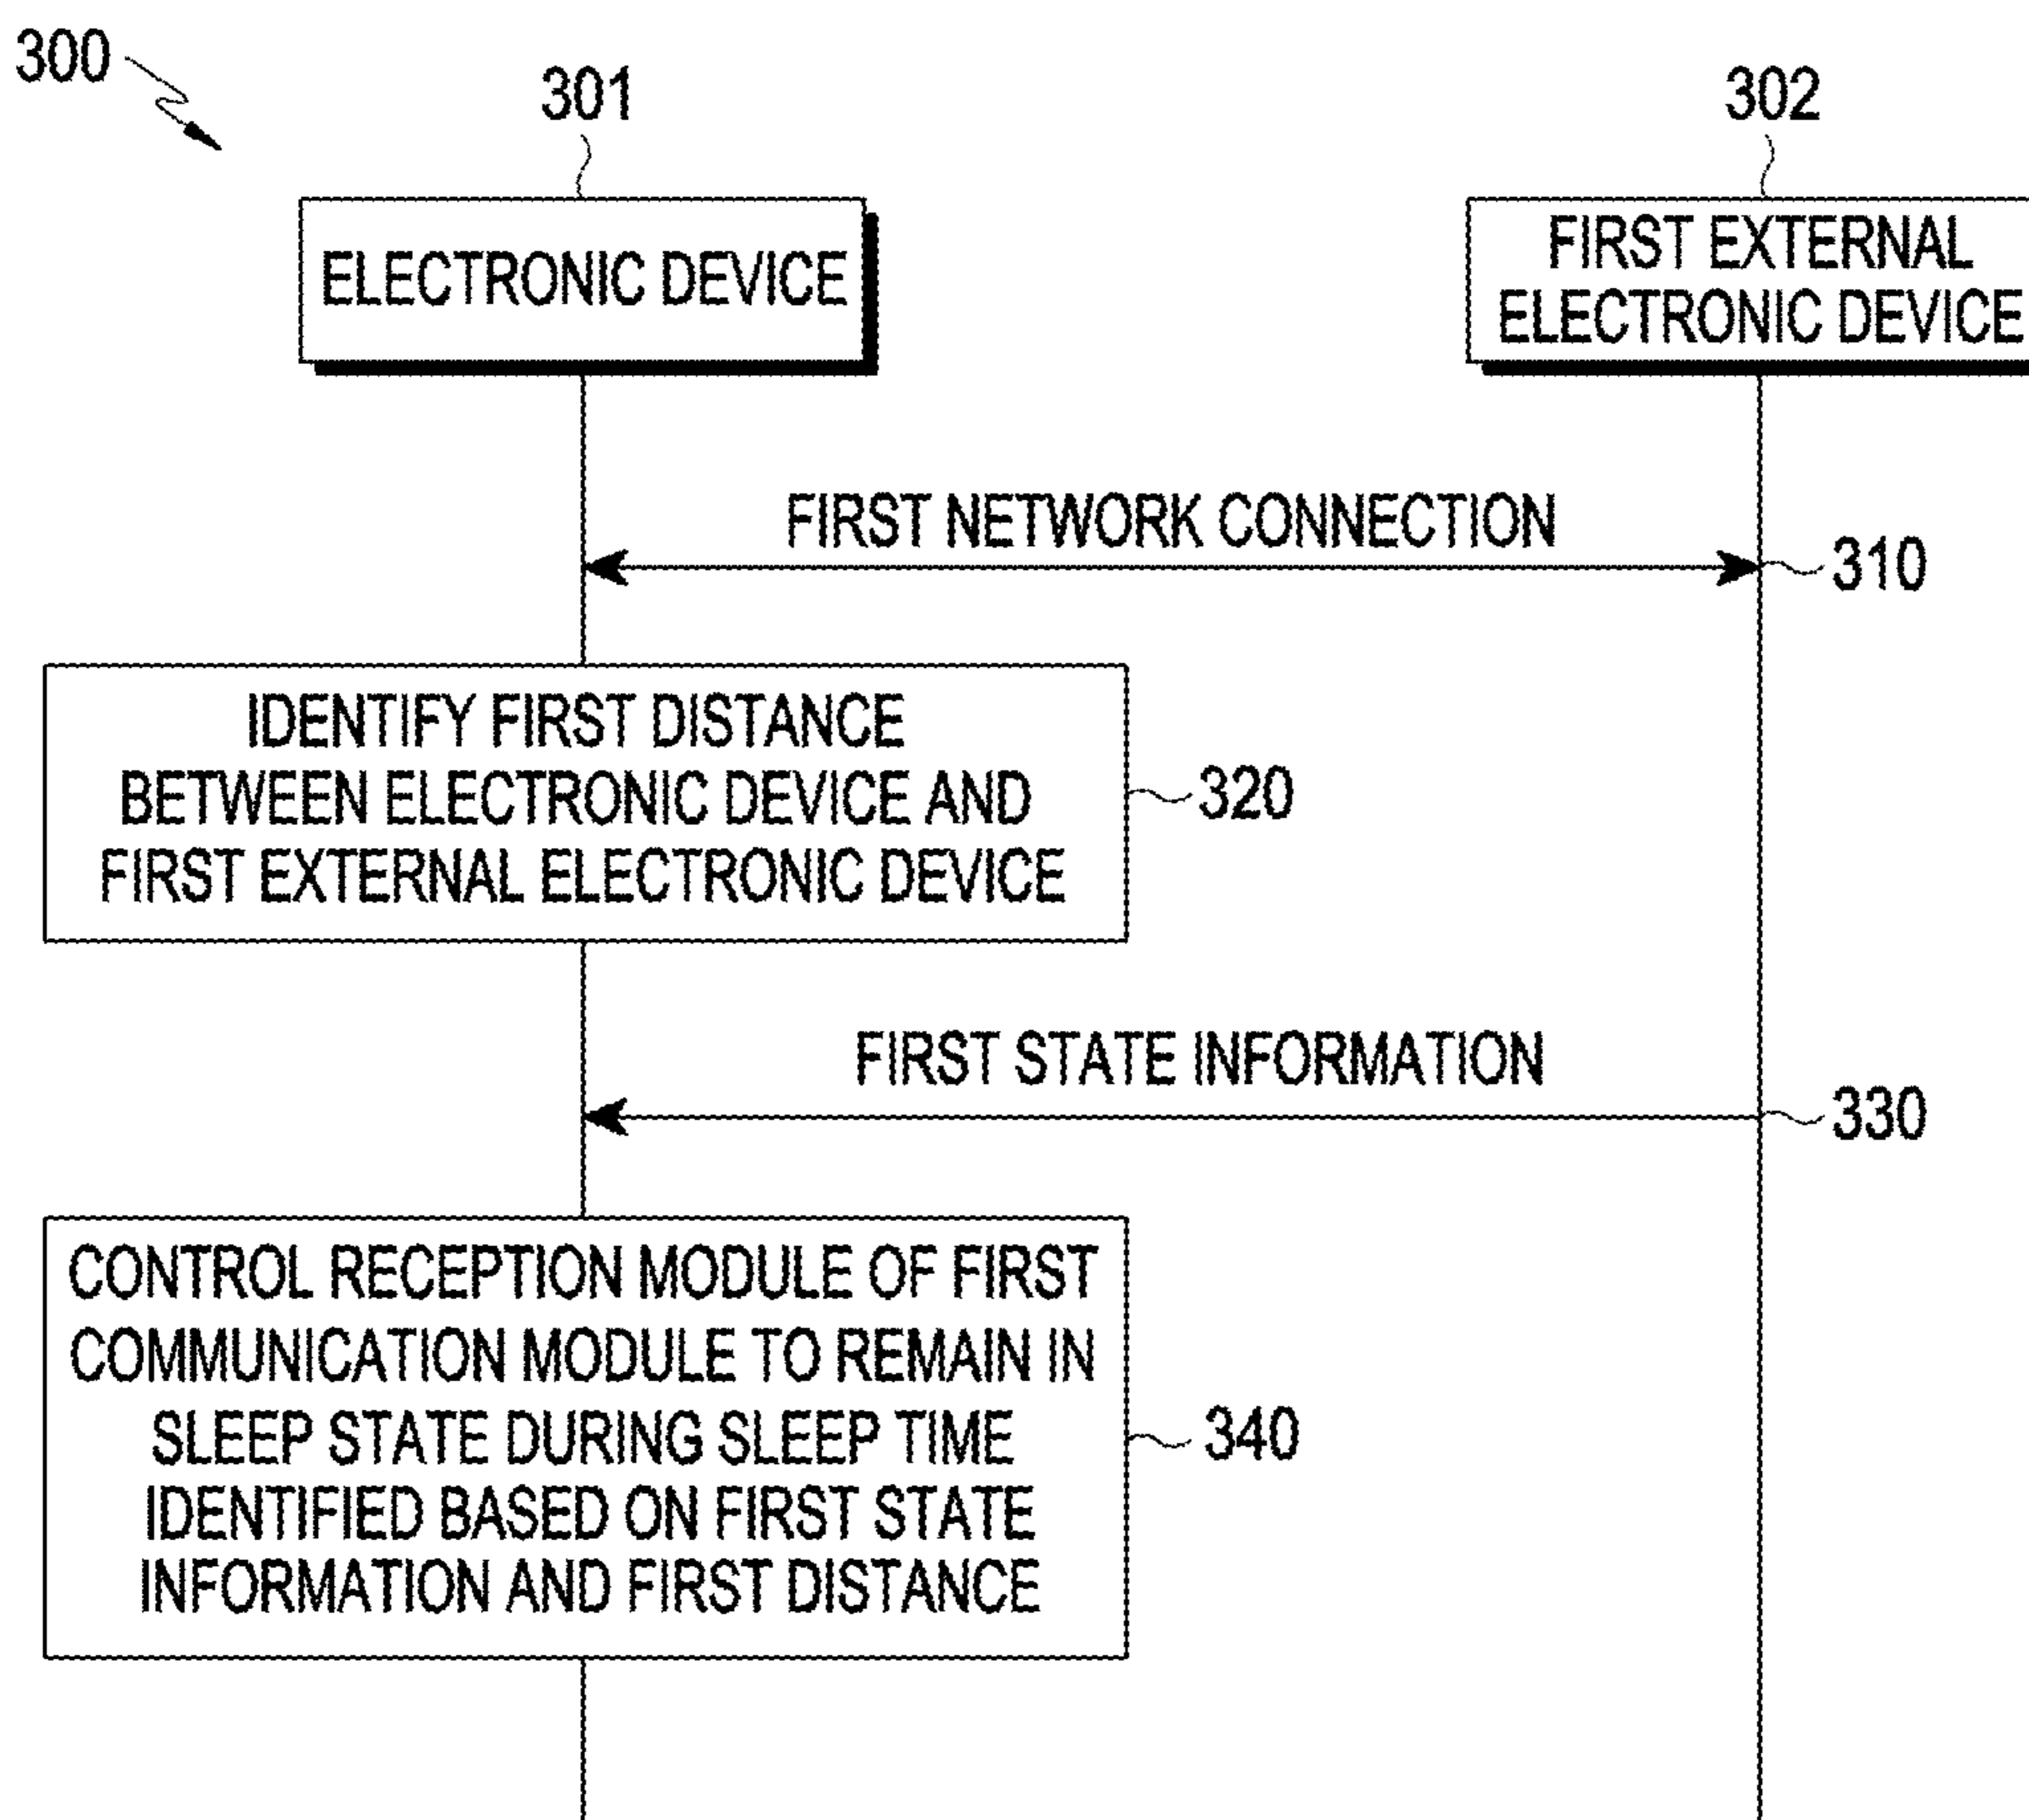 300
301
302
ELECTRONIC DEVICE
FIRST EXTERNAL
ELECTRONIC DEVICE
FIRST NETWORK CONNECTION
310
IDENTIFY FIRST DISTANCE
BETWEEN ELECTRONIC DEVICE AND
FIRST EXTERNAL ELECTRONIC DEVICE
320
FIRST STATE INFORMATION
330
CONTROL RECEPTION MODULE OF FIRST
COMMUNICATION MODULE TO REMAIN IN
SLEEP STATE DURING SLEEP TIME
IDENTIFIED BASED ON FIRST STATE
INFORMATION AND FIRST DISTANCE
340